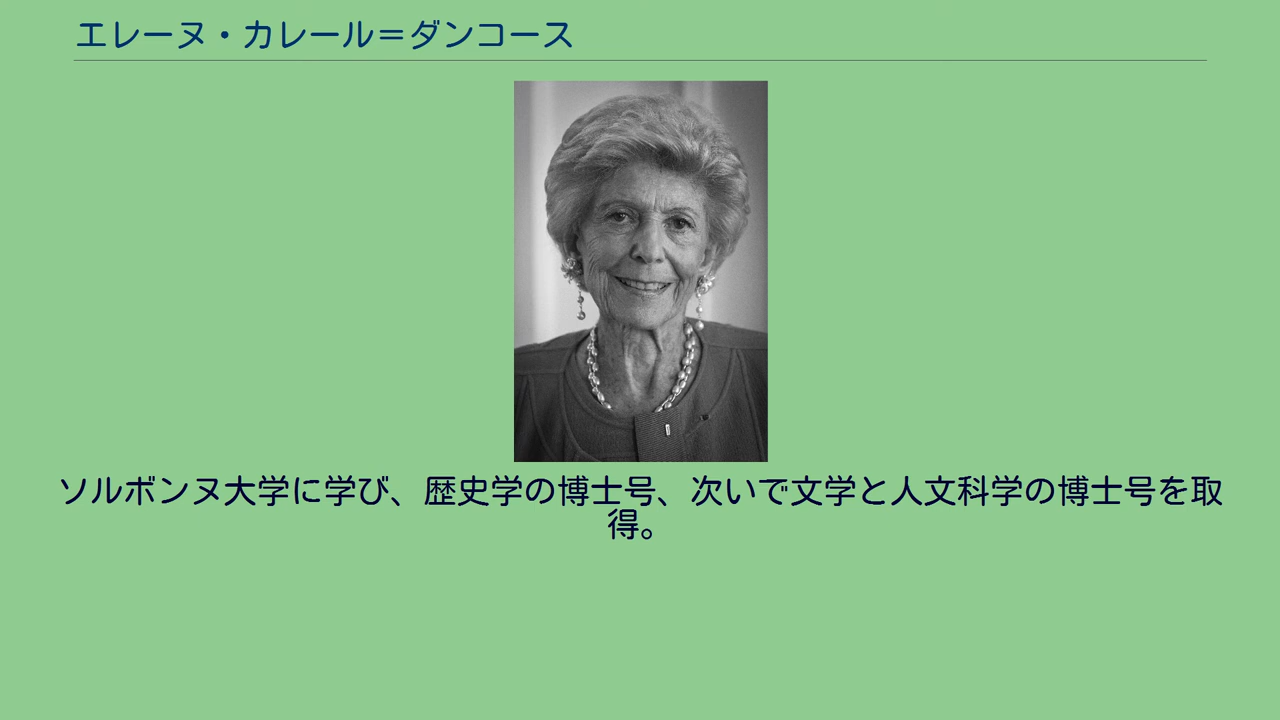 エレーヌ・カレール＝ダンコース
ソルボンヌ大学に学び、歴史学の博士号、次いで文学と人文科学の博士号を取
得。